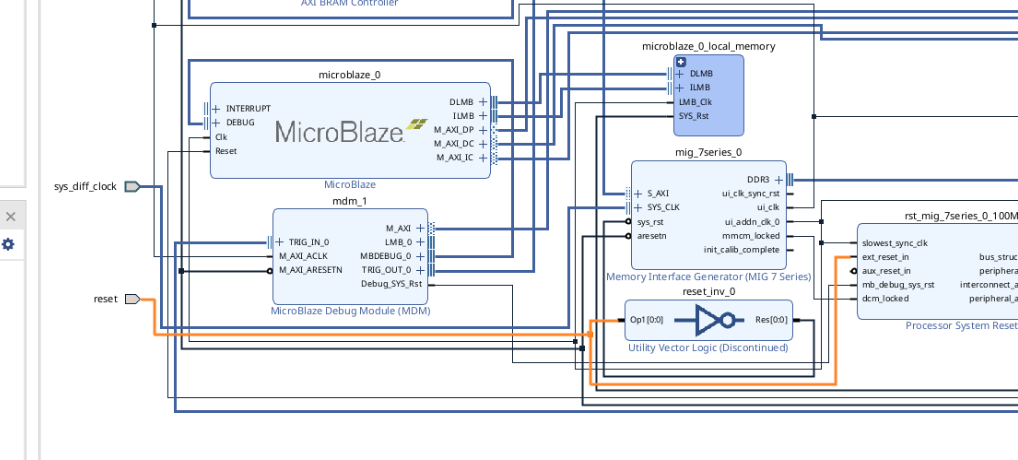 AXI BRAM Controller
microblaze_0_local_memory
DLMB
ILMB
LMB_Clk
SYS_Rst
microblaze_0
INTERRUPT
DEBUG
Clk
Reset
MicroBlaze
DLMB
ILMB
M_AXI_DP
M_AXI_DC
M_AXI_IC
MicroBlaze
sys_diff_clock
mdm_1
TRIG_IN_0
M_AXI_ACLK
M_AXI_ARESETN
M_AXI
LMB_0
MBDEBUG_0
TRIG_OUT_0
Debug_SYS_Rst
MicroBlaze Debug Module (MDM)
reset
mig_7series_0
S_AXI
SYS_CLK
sys_rst
aresetn
DDR3
ui_clk_sync_rst
ui_clk
ui_addn_clk_0
mmcm_locked
init_calib_complete
Memory Interface Generator (MIG 7 Series)
reset_inv_0
Op1[0:0]
Res[0:0]
Utility Vector Logic (Discontinued)
rst_mig_7series_0_100M
slowest_sync_clk
ext_reset_in
aux_reset_in
mb_debug_sys_rst
dcm_locked
bus_struc
periphera
interconnect_a
peripheral_a
Processor System Reset